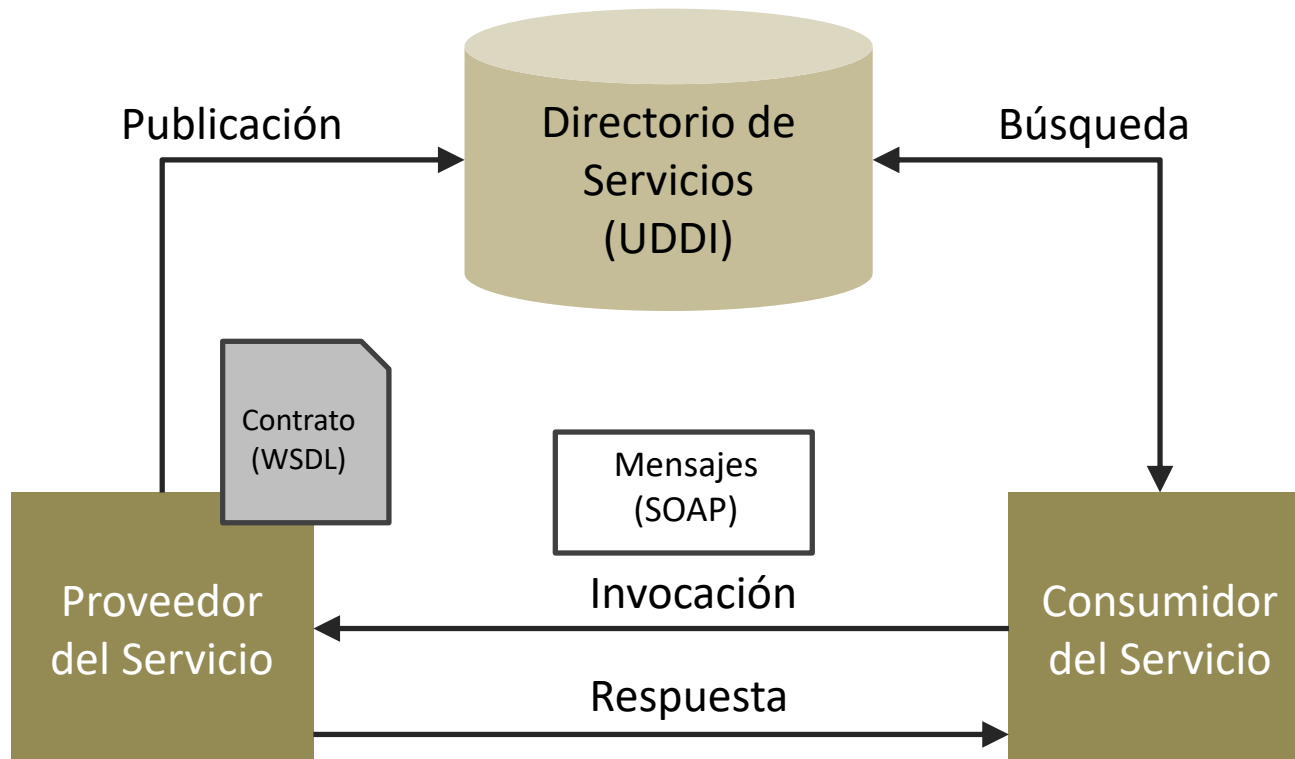 Publicación
Directorio de
Servicios
(UDDI)
Búsqueda
Contrato
(WSDL)
Mensajes
(SOAP)
Proveedor
del Servicio
Invocación
Respuesta
Consumidor
del Servicio